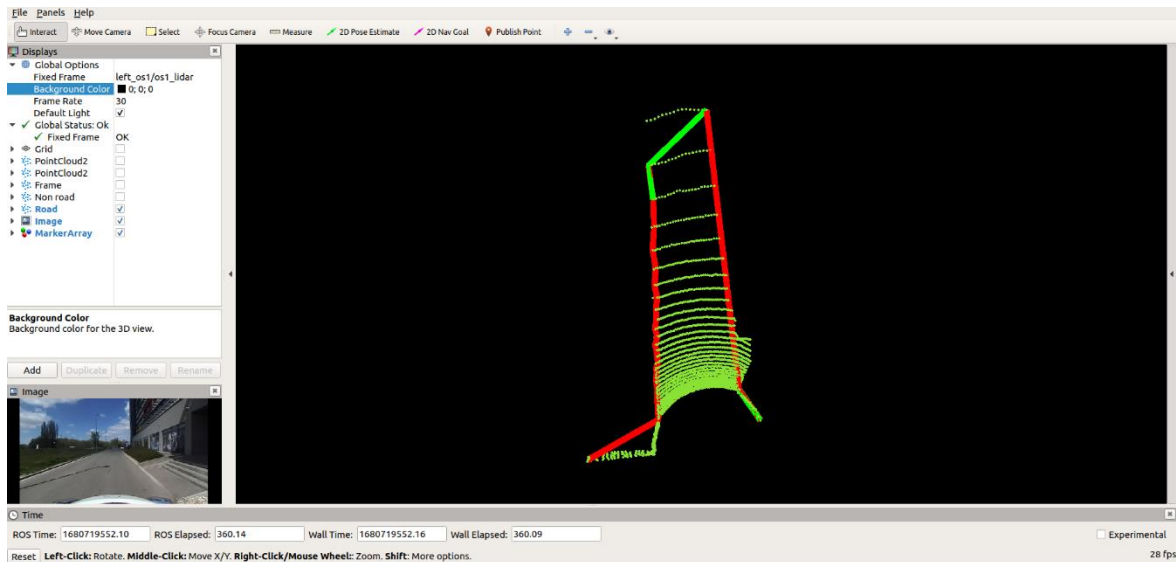 File Panels Help
Interact Move Camera Select Focus Camera Measure 2D Pose Estimate 2D Nav Goal Publish Point
Displays
Global Options
Fixed Frame left_os1/os1_lidar
Background Color 0; 0; 0
Frame Rate 30
Default Light
Global Status: Ok
Fixed Frame OK
Grid
PointCloud2
PointCloud2
Frame
Non road
Road
Image
MarkerArray
Background Color
Background color for the 3D view.
Add Duplicate Remove Rename
Image
Time
ROS Time: 1680719552.10 ROS Elapsed: 360.14 Wall Time: 1680719552.16 Wall Elapsed: 360.09 Experimental
Reset Left-Click: Rotate. Middle-Click: Move X/Y. Right-Click/Mouse Wheel:: Zoom. Shift: More options. 28 fps